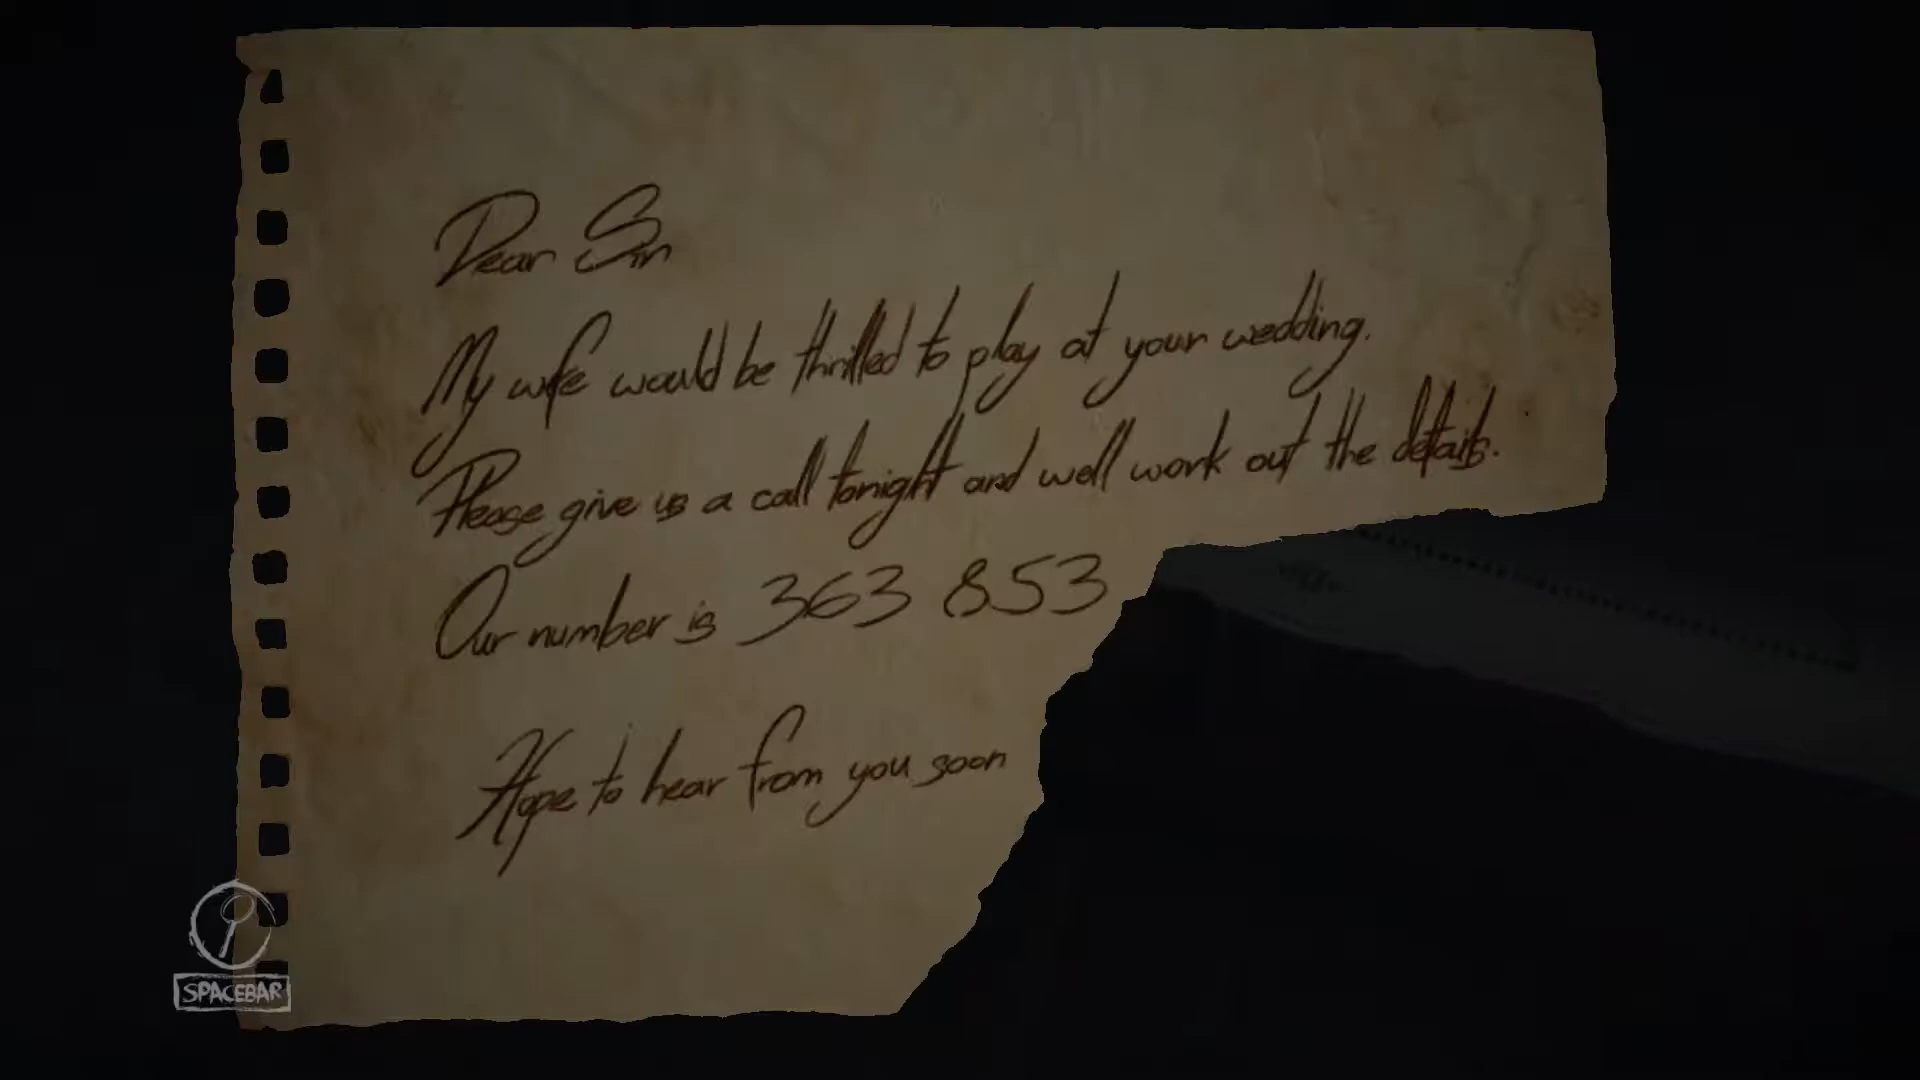 Dear Sir
My wife would be thrilled to play at your wedding.
Please give us a call tonight and well work out the details.
Our number is 363 853
Hope to hear from you soon
SPACEBAR